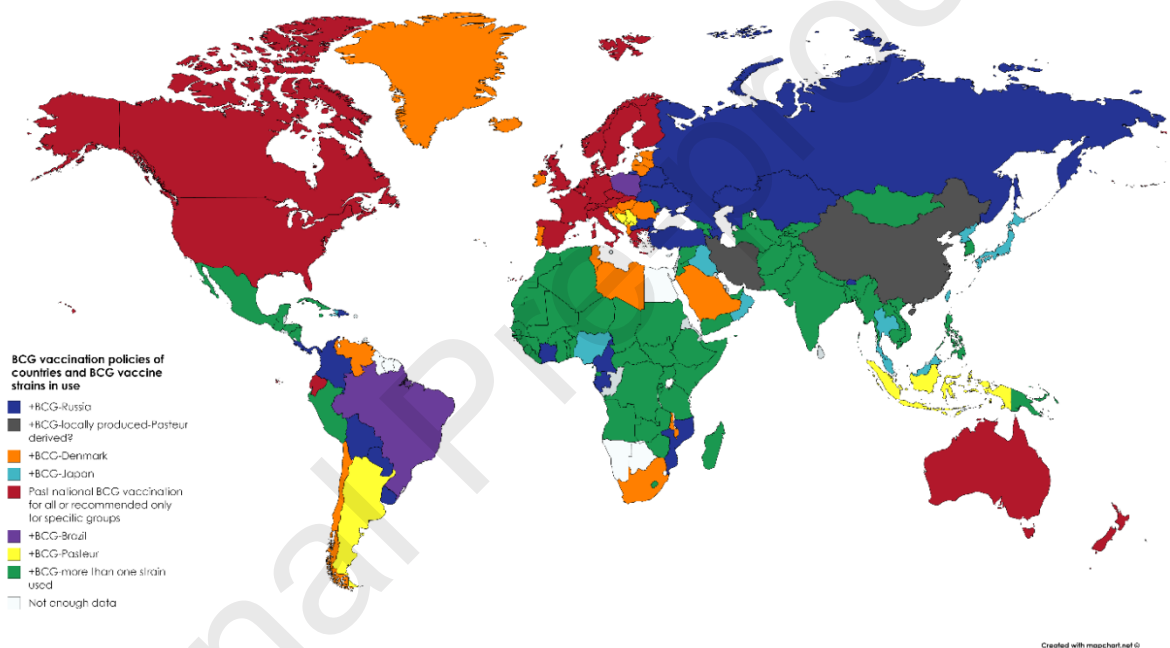 BCG vaccination policies of
countries and BCG vaccine
strains in use
+BCG-Russia
+BCG-locally produced-Pasteur
derived?
+BCG-Denmark
+BCG-Japan
Past national BCG vaccination
for all or recommended only
for specific groups
+BCG-Brazil
+BCG-Pasteur
+BCG-more than one strain
used
Not enough data
Created with mapchart.net ©
nal Pro